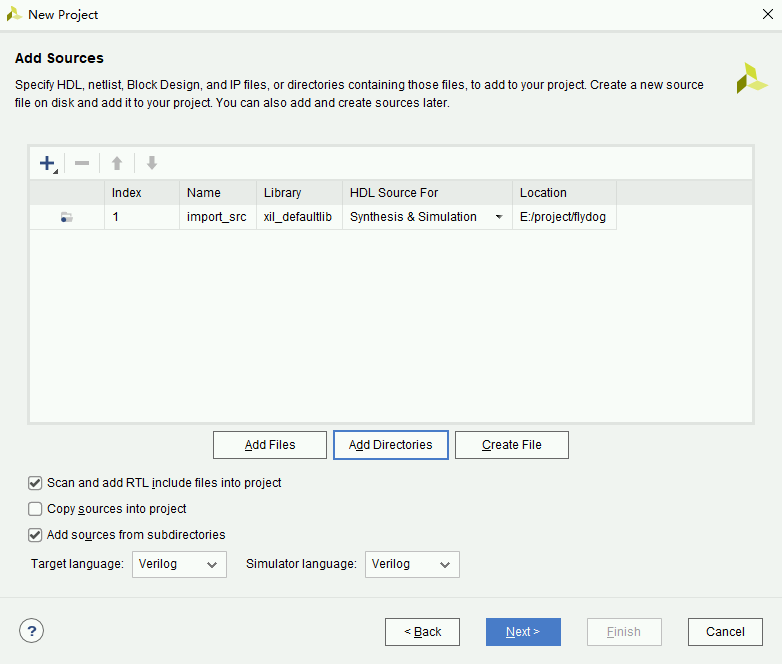 New Project
Add Sources
Specify HDL, netlist, Block Design, and IP files, or directories containing those files, to add to your project. Create a new source
file on disk and add it to your project. You can also add and create sources later.
Index Name Library HDL Source For Location
1 import_src xil_defaultlib Synthesis & Simulation E:/project/flydog
Add Files Add Directories Create File
Scan and add RTL include files into project
Copy sources into project
Add sources from subdirectories
Target language: Verilog Simulator language: Verilog
? < Back Next > Finish Cancel